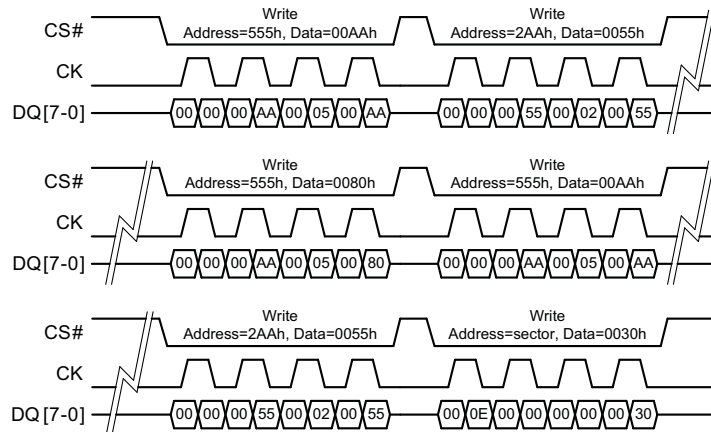 Write Write
CS# Address=555h, Data=00AAh Address=2AAh, Data=0055h
CK
DQ[7-0] 00 00 00 AA 00 05 00 AA 00 00 00 55 00 02 00 55
Write Write
CS# Address=555h, Data=0080h Address=555h, Data=00AAh
CK
DQ[7-0] 00 00 00 AA 00 05 00 80 00 00 00 AA 00 05 00 AA
Write Write
CS# Address=2AAh, Data=0055h Address=sector, Data=0030h
CK
DQ[7-0] 00 00 00 55 00 02 00 55 00 0E 00 00 00 00 00 30